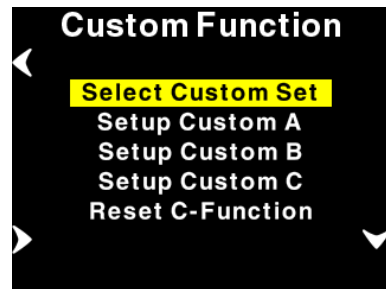 Custom Function
Select Custom Set
Setup Custom A
Setup Custom B
Setup Custom C
Reset C-Function